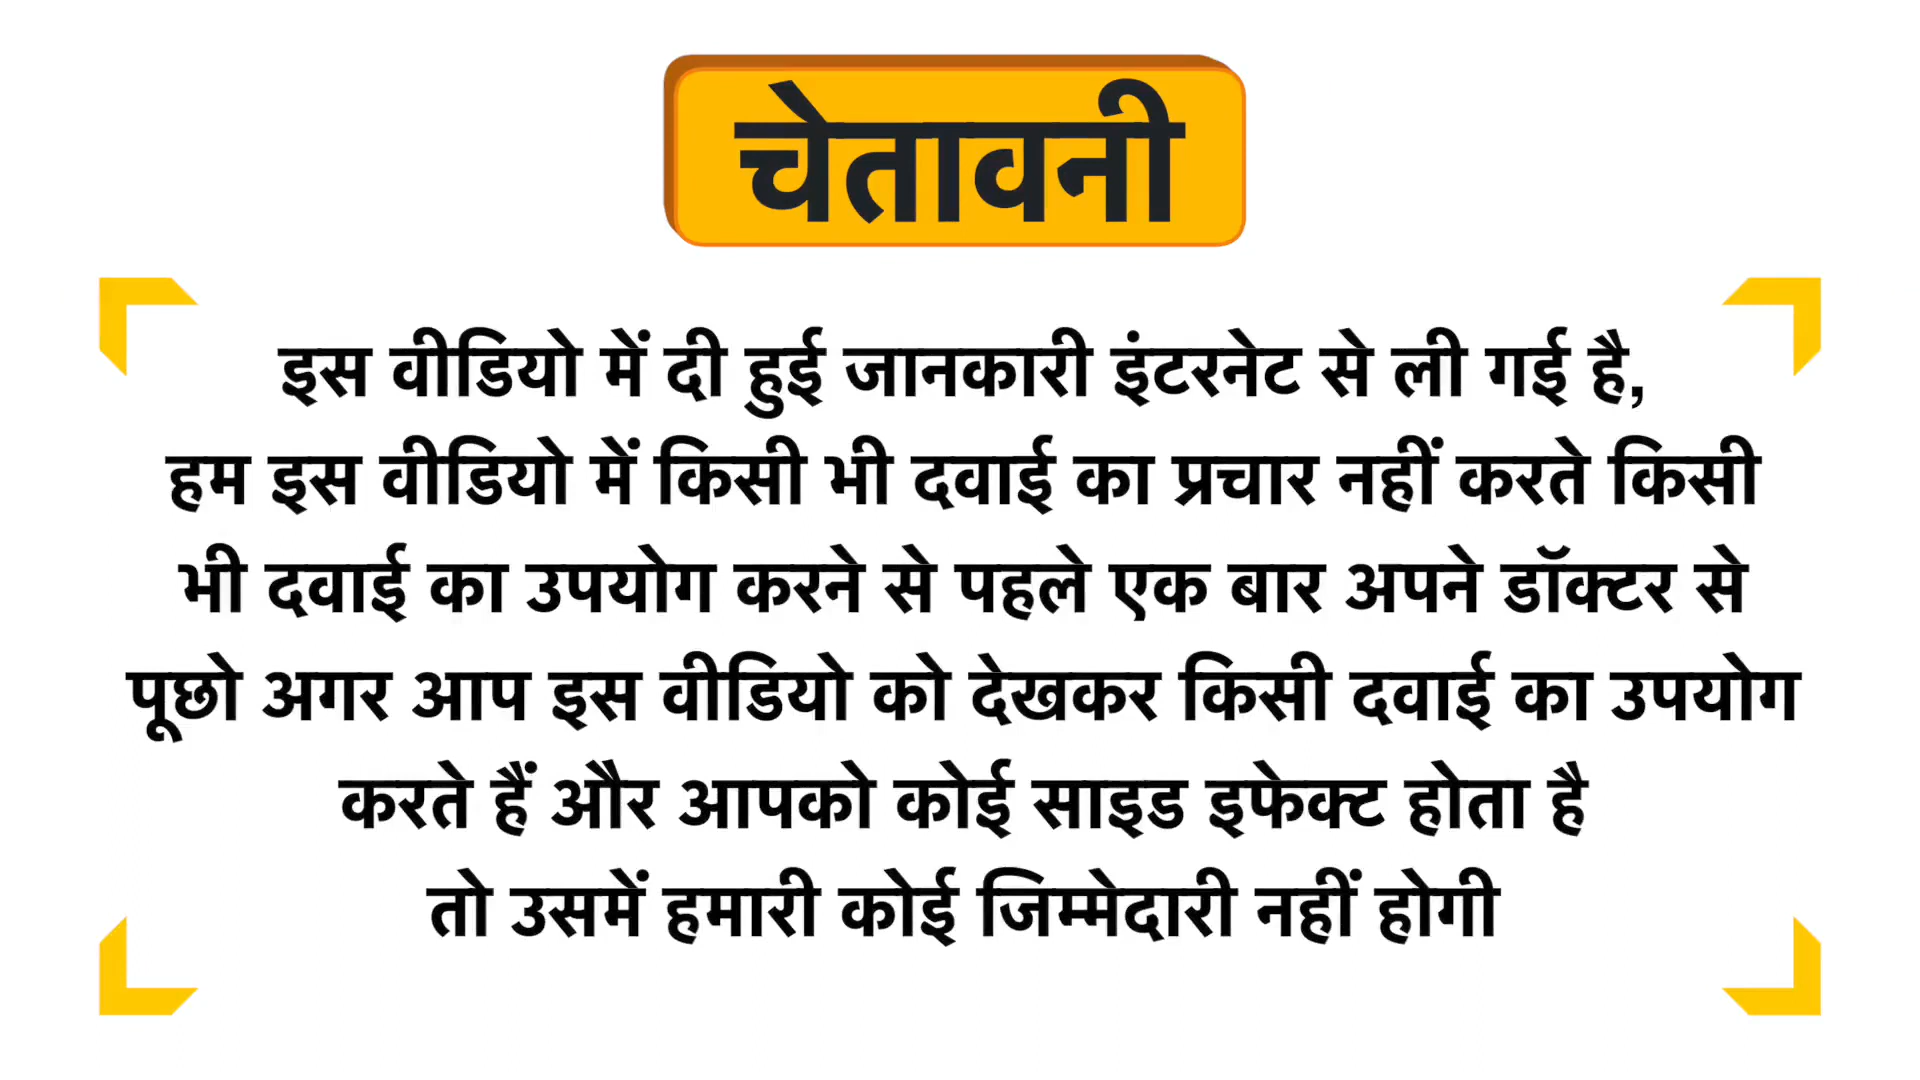 चेतावनी
इस वीडियो में दी हुई जानकारी इंटरनेट से ली गई है,
हम इस वीडियो में किसी भी दवाई का प्रचार नहीं करते किसी
भी दवाई का उपयोग करने से पहले एक बार अपने डॉक्टर से
पूछो अगर आप इस वीडियो को देखकर किसी दवाई का उपयोग
करते हैं और आपको कोई साइड इफेक्ट होता है
तो उसमें हमारी कोई जिम्मेदारी नहीं होगी